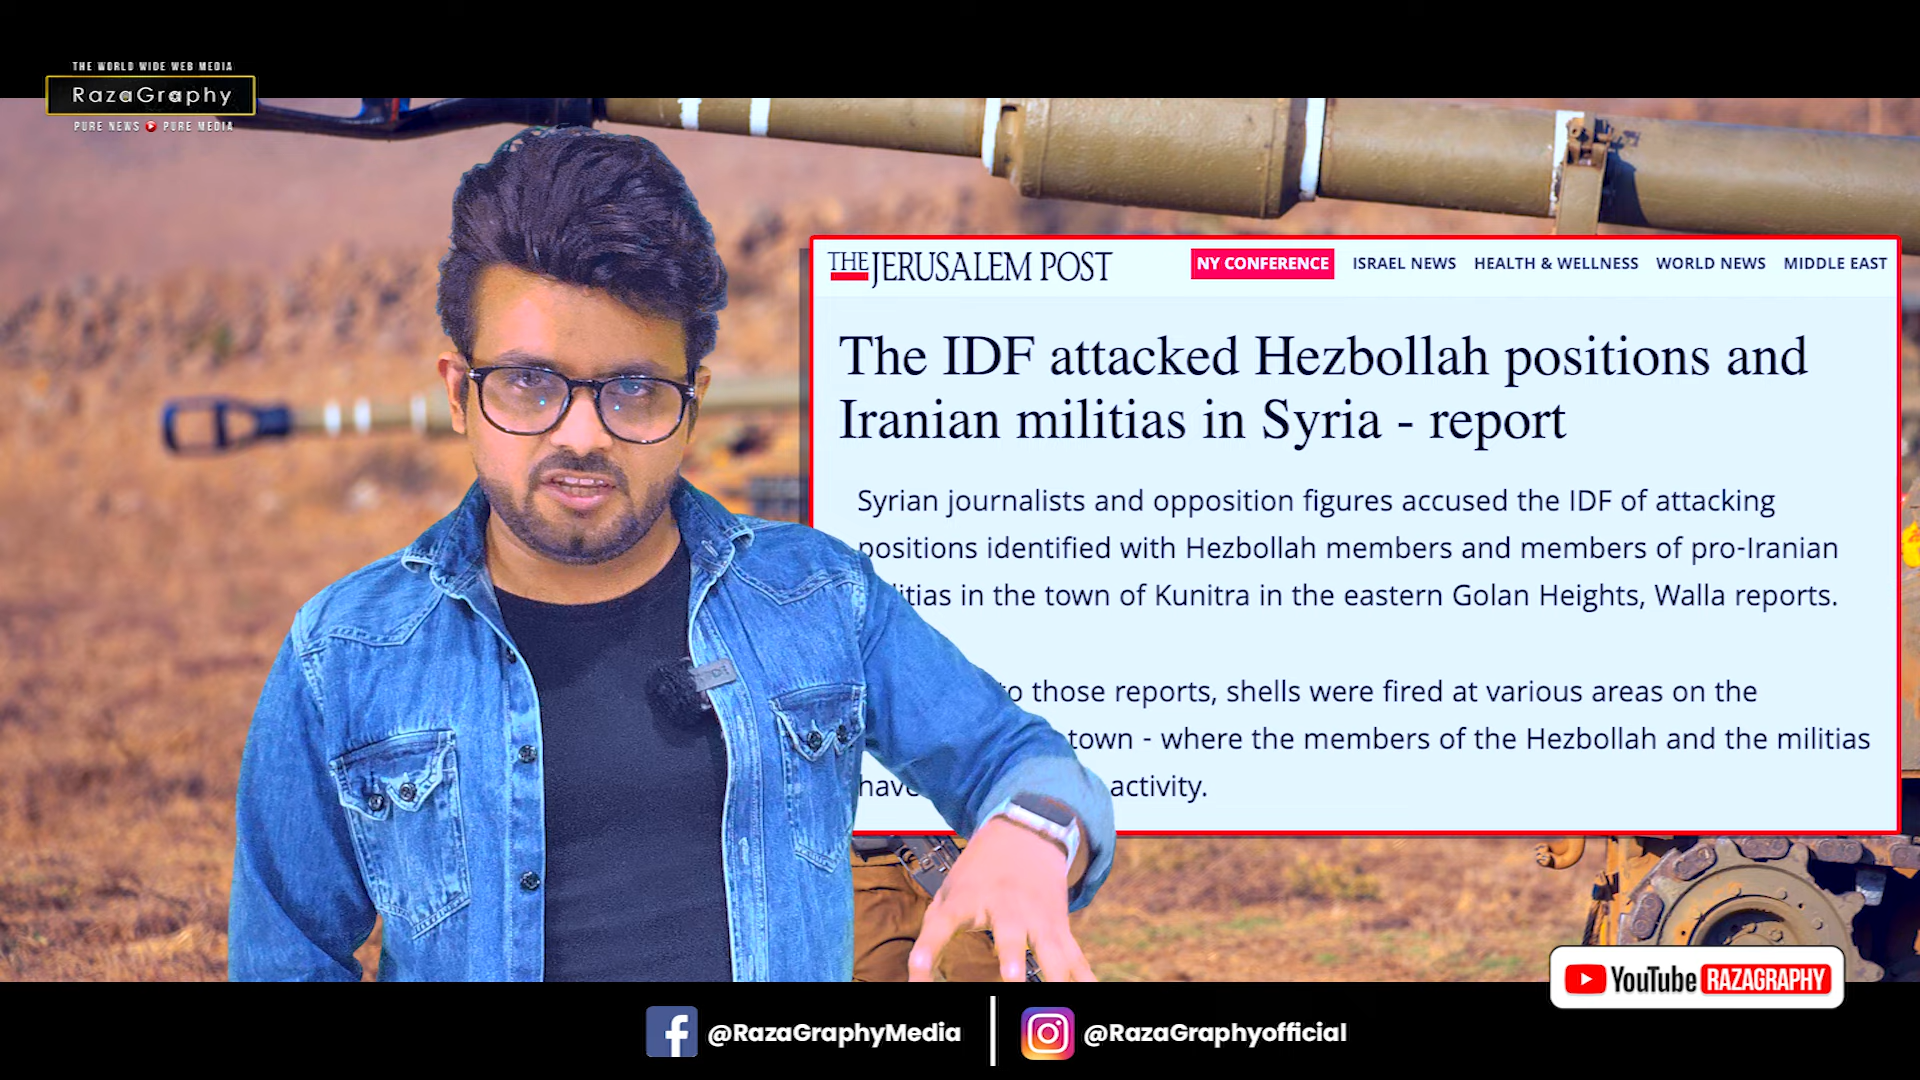 THE WORLD WIDE WEB MEDIA
RazaGraphy
PURE NEWS PURE MEDIA
THE JERUSALEM POST
NY CONFERENCE ISRAEL NEWS HEALTH & WELLNESS WORLD NEWS MIDDLE EAST
The IDF attacked Hezbollah positions and
Iranian militias in Syria - report
Syrian journalists and opposition figures accused the IDF of attacking
positions identified with Hezbollah members and members of pro-Iranian
in the town of Kunitra in the eastern Golan Heights, Walla reports.
to those reports, shells were fired at various areas on the
town - where the members of the Hezbollah and the militias
have activity.
YouTube RAZAGRAPHY
@RazaGraphyMedia
@RazaGraphyofficial